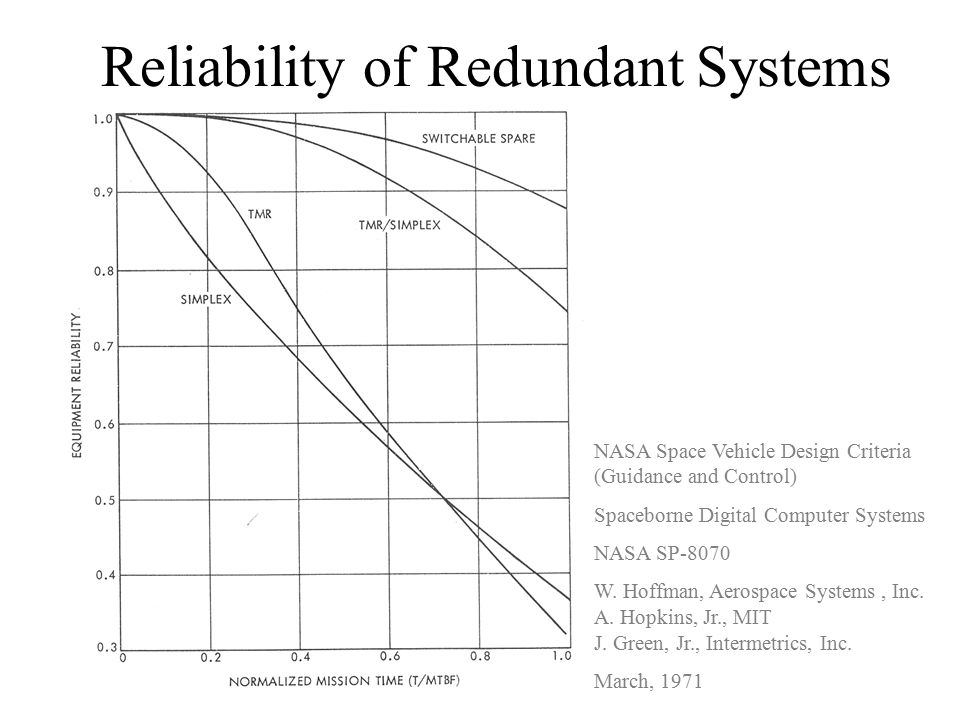 Reliability of Redundant Systems
1.0
0.9
0.8
0.7
0.6
0.5
0.4
0.3
EQUIPMENT RELIABILITY
SWITCHABLE SPARE
TMR
TMR/SIMPLEX
SIMPLEX
0
0.2
0.4
0.6
0.8
1.0
NORMALIZED MISSION TIME (T/MTBF)
NASA Space Vehicle Design Criteria
(Guidance and Control)
Spaceborne Digital Computer Systems
NASA SP-8070
W. Hoffman, Aerospace Systems , Inc.
A. Hopkins, Jr., MIT
J. Green, Jr., Intermetrics, Inc.
March, 1971